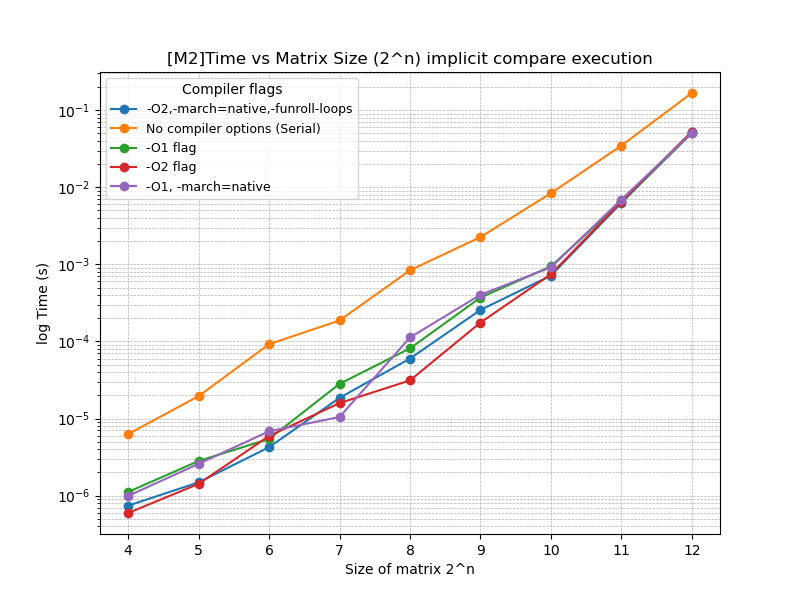 [M2]Time vs Matrix Size (2^n) implicit compare execution
Compiler flags
-O2,-march=native,-funroll-loops
No compiler options (Serial)
-O1 flag
-O2 flag
-O1, -march=native
log Time (s)
10⁻¹
10⁻²
10⁻³
10⁻⁴
10⁻⁵
10⁻⁶
4 5 6 7 8 9 10 11 12
Size of matrix 2^n